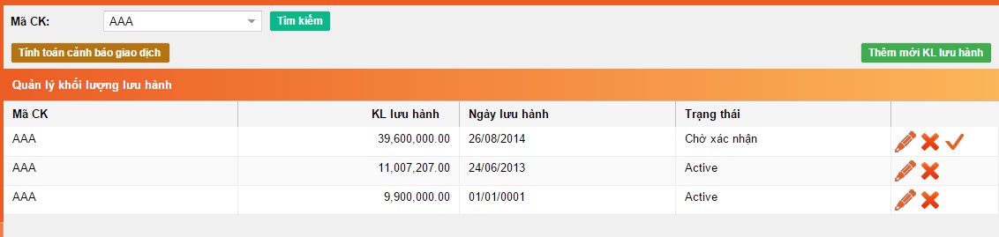 Mã CK: AAA Tìm kiếm
Tính toán cảnh báo giao dịch Thêm mới KL lưu hành
Quản lý khối lượng lưu hành
Mã CK KL lưu hành Ngày lưu hành Trạng thái
AAA 39,600,000.00 26/08/2014 Chờ xác nhận
AAA 11,007,207.00 24/06/2013 Active
AAA 9,900,000.00 01/01/0001 Active